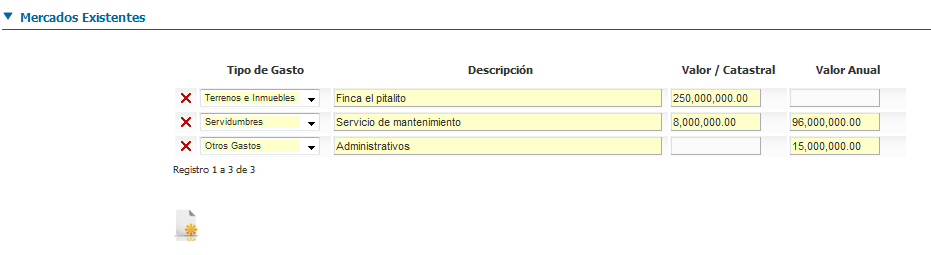 Mercados Existentes
Tipo de Gasto Descripción Valor / Catastral Valor Anual
Terrenos e Inmuebles Finca el pitalito 250,000,000.00
Servidumbres Servicio de mantenimiento 8,000,000.00 96,000,000.00
Otros Gastos Administrativos 15,000,000.00
Registro 1 a 3 de 3